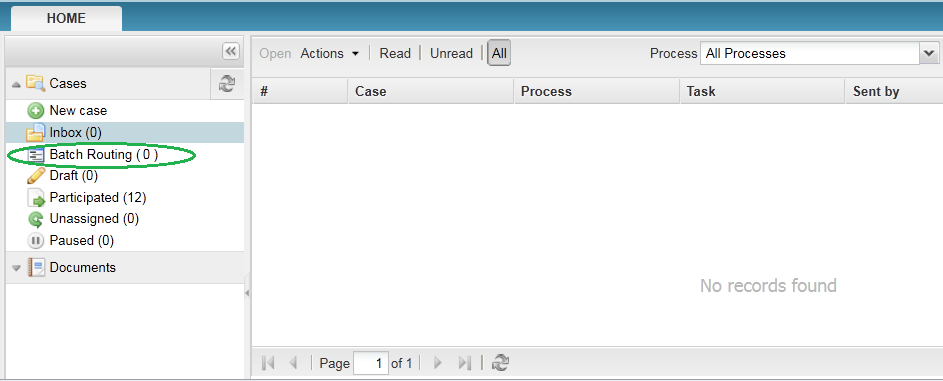 HOME
Open Actions Read Unread All Process All Processes
Cases
# Case Process Task Sent by
New case
Inbox (0)
Batch Routing ( 0 )
Draft (0)
Participated (12)
Unassigned (0)
Paused (0)
Documents
No records found
Page 1 of 1